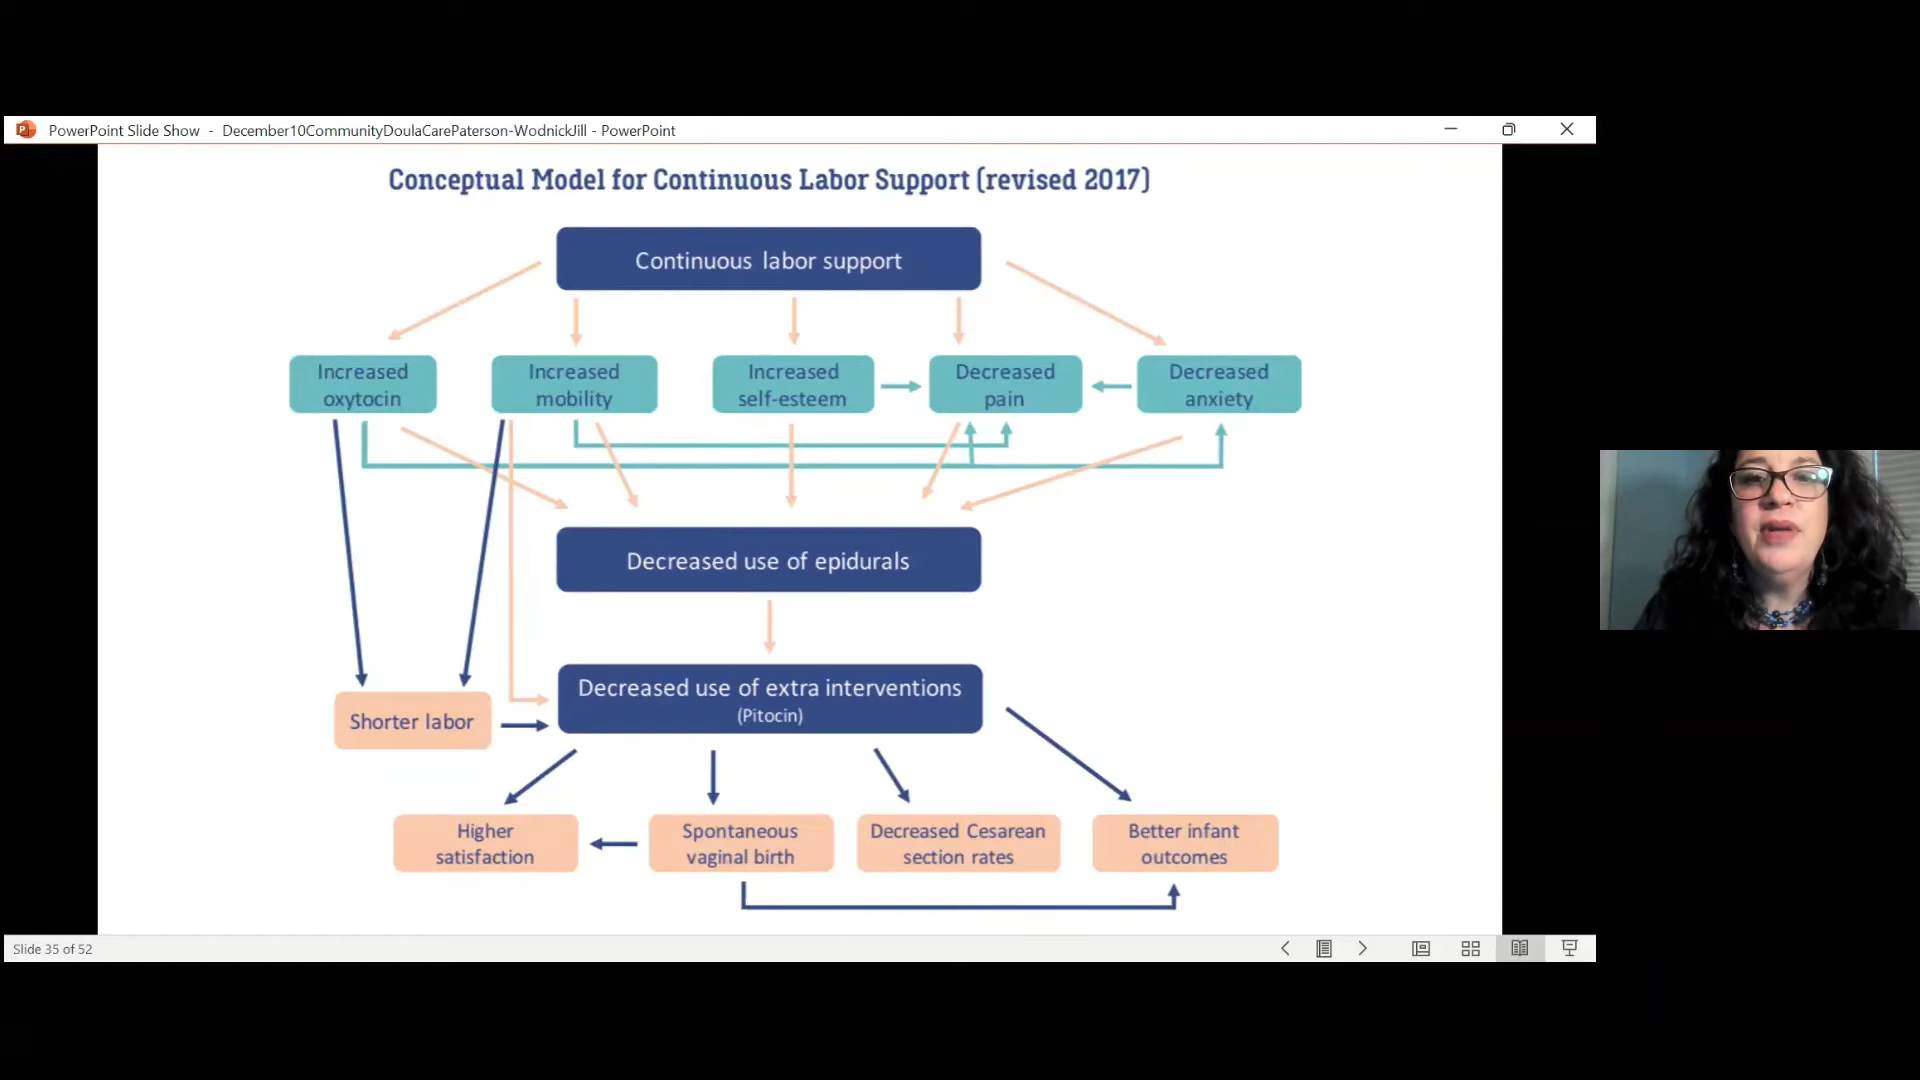 PowerPoint Slide Show - December10CommunityDoulaCarePaterson-WodnickJill - PowerPoint
Conceptual Model for Continuous Labor Support (revised 2017)
Continuous labor support
Increased
oxytocin
Increased
mobility
Increased
self-esteem
Decreased
pain
Decreased
anxiety
Decreased use of epidurals
Shorter labor
Decreased use of extra interventions
(Pitocin)
Higher
satisfaction
Spontaneous
vaginal birth
Decreased Cesarean
section rates
Better infant
outcomes
Slide 35 of 52